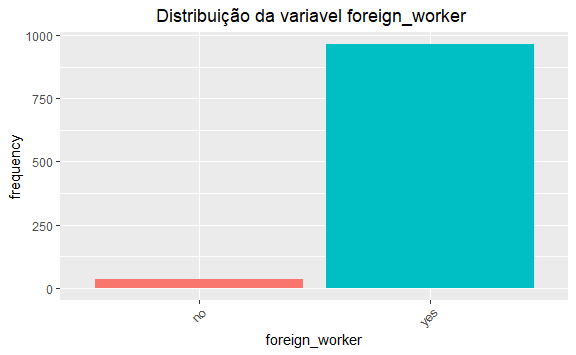 Distribuição da variavel foreign_worker
1000
750
500
250
0
frequency
no
yes
foreign_worker